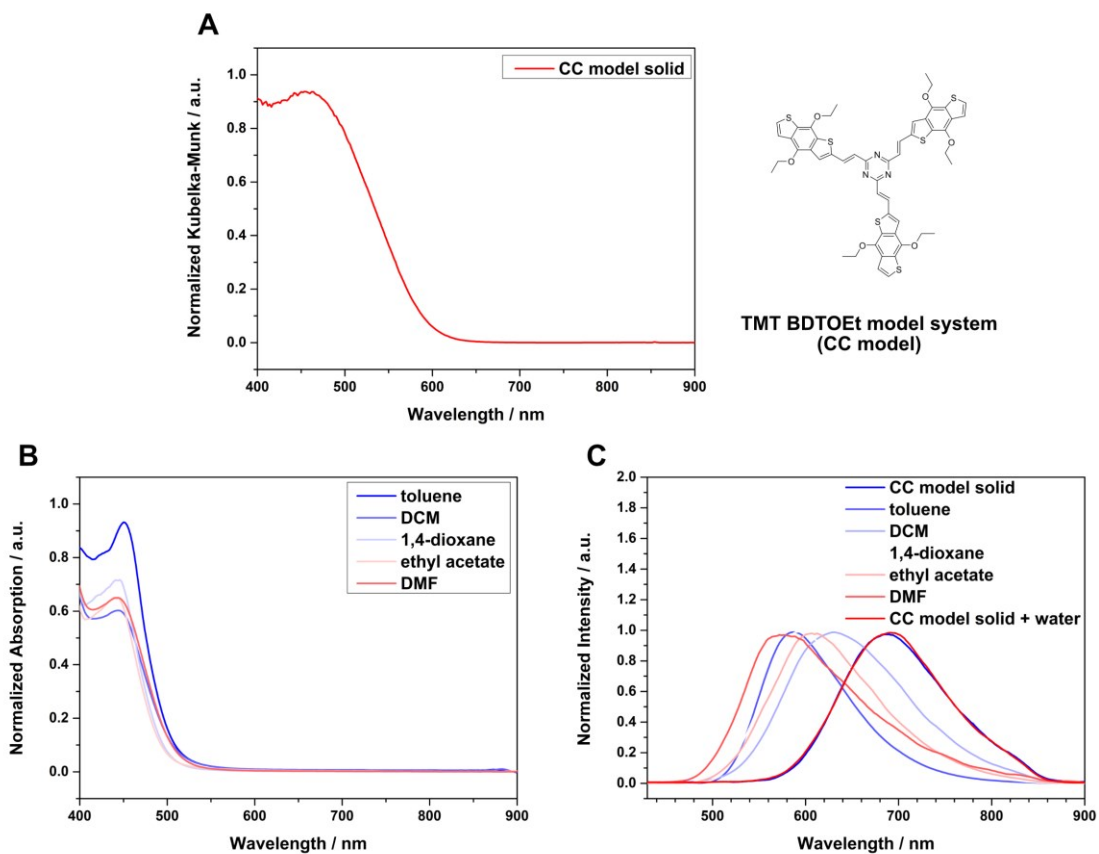 A
CC model solid
Normalized Kubelka-Munk / a.u.
1.0
0.8
0.6
0.4
0.2
0.0
400 500 600 700 800 900
Wavelength / nm
O S
S O
O S
S O
N N
N
S
O O
S
TMT BDTOEt model system
(CC model)
B
toluene
DCM
1,4-dioxane
ethyl acetate
DMF
Normalized Absorption / a.u.
1.0
0.8
0.6
0.4
0.2
0.0
400 500 600 700 800 900
Wavelength / nm
C
CC model solid
toluene
DCM
1,4-dioxane
ethyl acetate
DMF
CC model solid + water
Normalized Intensity / a.u.
2.0
1.8
1.6
1.4
1.2
1.0
0.8
0.6
0.4
0.2
0.0
500 600 700 800 900
Wavelength / nm